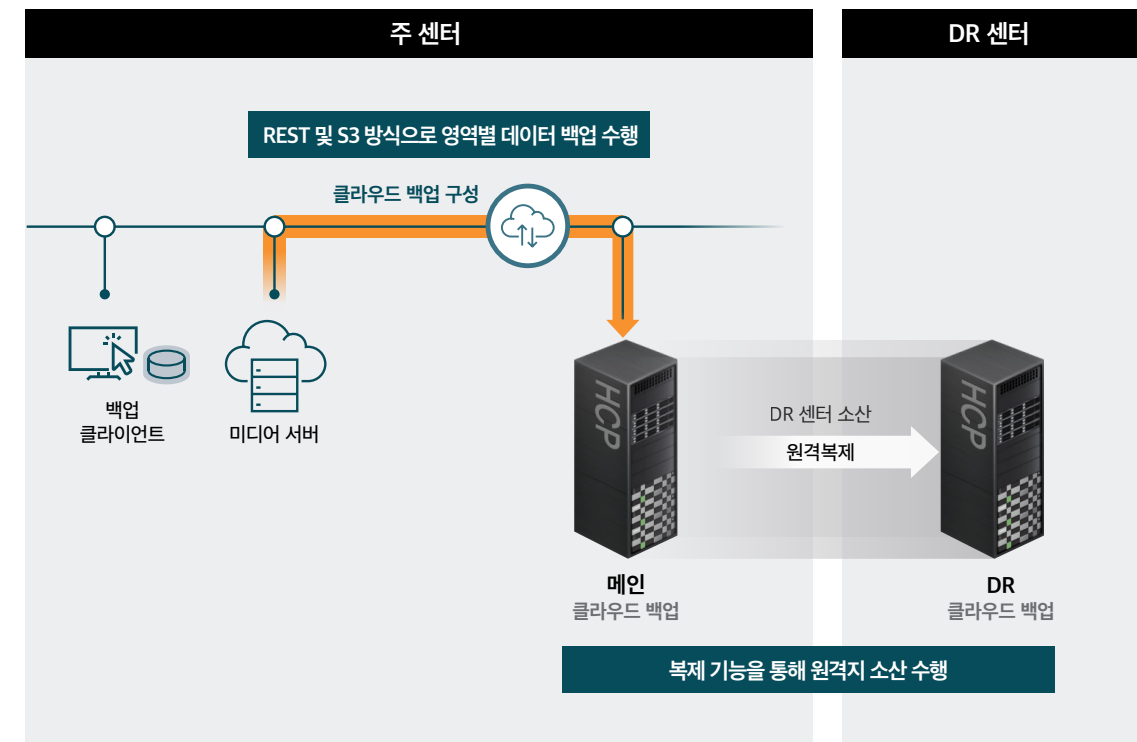 주 센터
DR 센터
REST 및 S3 방식으로 영역별 데이터 백업 수행
클라우드 백업 구성
백업
클라이언트
미디어 서버
HCP
DR 센터 소산
원격복제
HCP
메인
클라우드 백업
DR
클라우드 백업
복제 기능을 통해 원격지 소산 수행